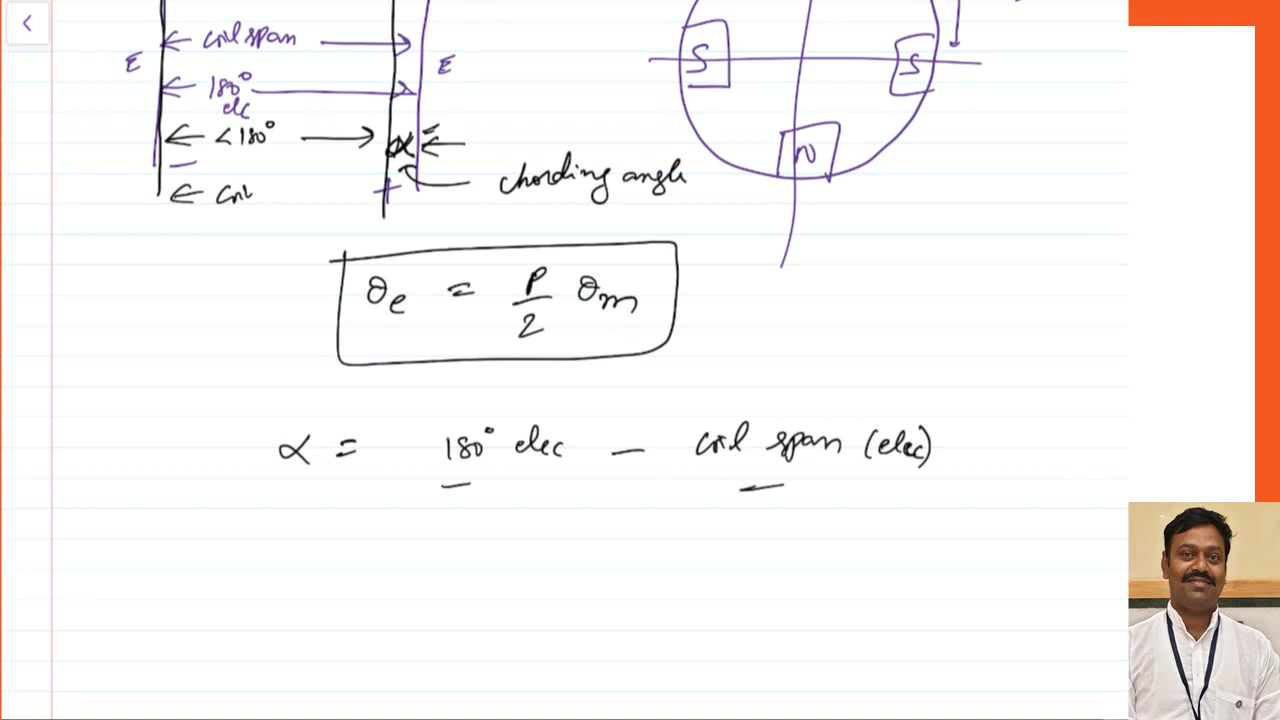 ← coil span →
E E
← 180° →
elec
← <180° → α ←
chording angle
← coil
S S
N
θe = P/2 θm
α = 180° elec - coil span (elec)